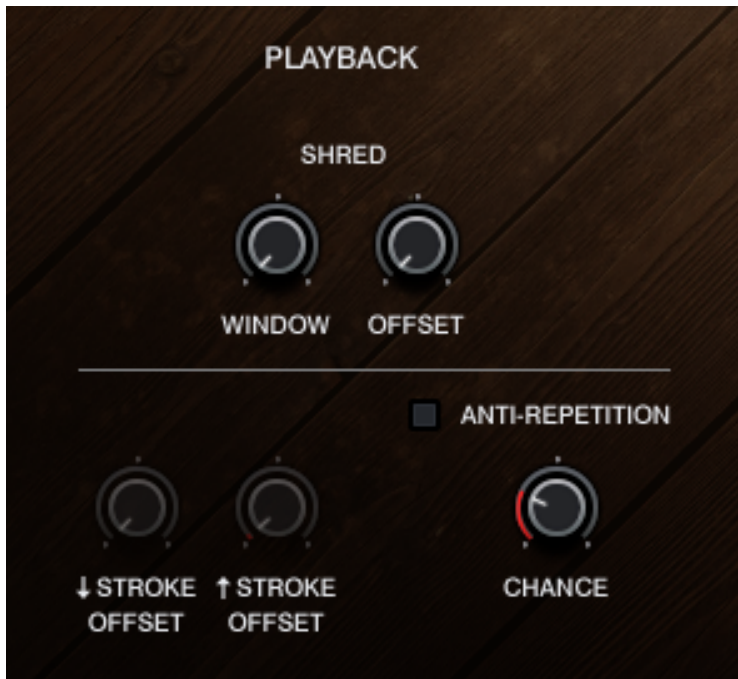 PLAYBACK
SHRED
WINDOW OFFSET
ANTI-REPETITION
↓STROKE OFFSET
↑STROKE OFFSET
CHANCE